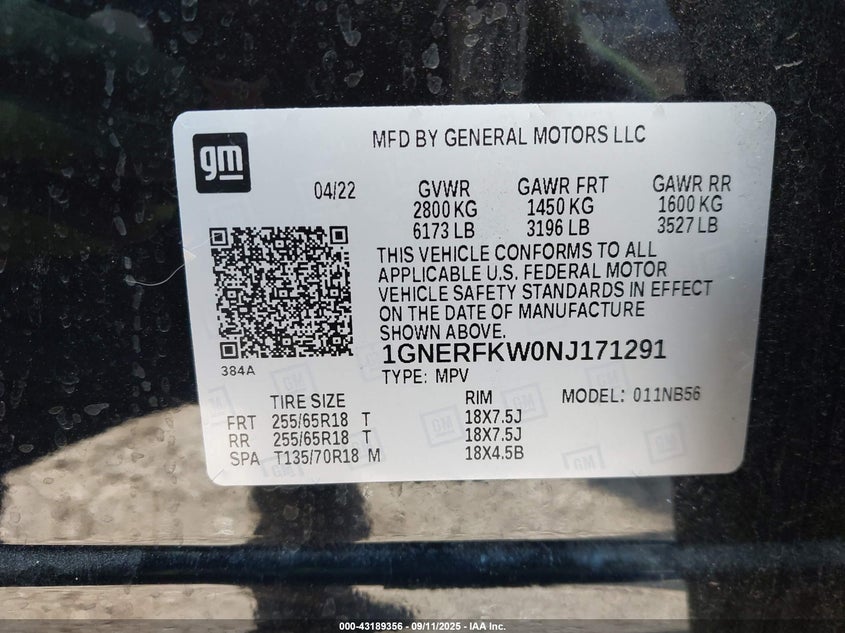 gm
MFD BY GENERAL MOTORS LLC
04/22 GVWR GAWR FRT GAWR RR
2800 KG 1450 KG 1600 KG
6173 LB 3196 LB 3527 LB
THIS VEHICLE CONFORMS TO ALL
APPLICABLE U.S. FEDERAL MOTOR
VEHICLE SAFETY STANDARDS IN EFFECT
ON THE DATE OF MANUFACTURE
SHOWN ABOVE.
384A
1GNERFKW0NJ171291
TYPE: MPV
TIRE SIZE RIM MODEL: 011NB56
FRT 255/65R18 T 18X7.5J
RR 255/65R18 T 18X7.5J
SPA T135/70R18 M 18X4.5B
000-43189356 - 09/11/2025 - IAA Inc.